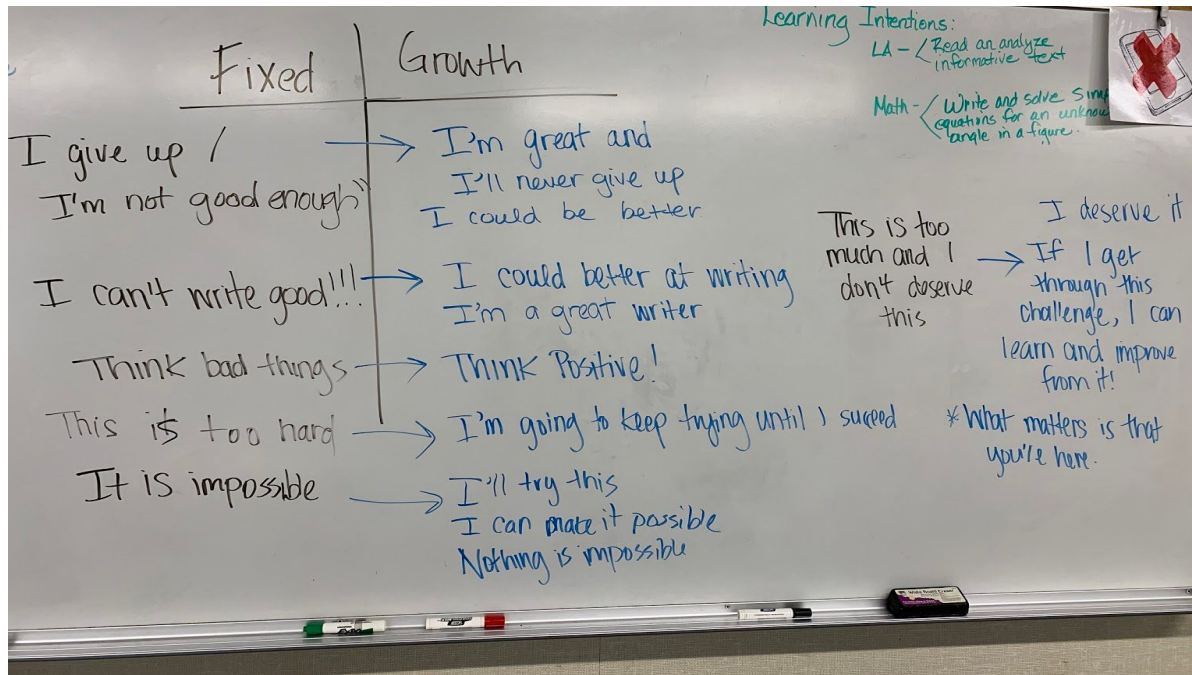 Fixed
Growth
I give up /
I'm not good enough"
I'm great and
I'll never give up
I could be better
I can't write good!!!
I could better at writing
I'm a great writer
Think bad things
Think Positive!
This is too hard
I'm going to keep trying until I succeed
It is impossible
I'll try this
I can make it possible
Nothing is impossible
Learning Intentions:
LA - Read an analyze
informative text
Math - Write and solve
equations for an
angle in a figure.
This is too
much and I
don't deserve
this
I deserve it
If I get
through this
challenge, I can
learn and improve
from it!
* What matters is that
you're here.